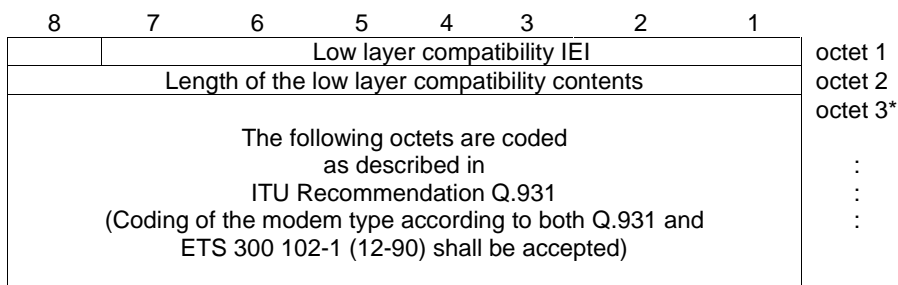 8 7 6 5 4 3 2 1
Low layer compatibility IEI octet 1
Length of the low layer compatibility contents octet 2
octet 3*
The following octets are coded
as described in :
ITU Recommendation Q.931 :
(Coding of the modem type according to both Q.931 and :
ETS 300 102-1 (12-90) shall be accepted)